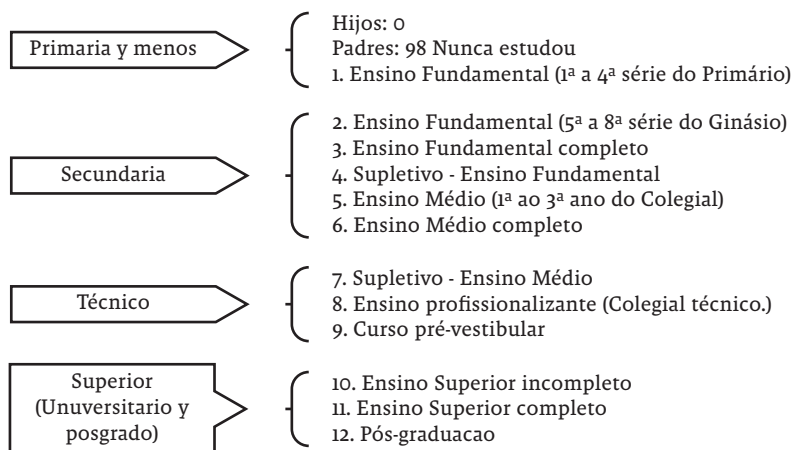 Primaria y menos
Hijos: 0
Padres: 98 Nunca estudou
1. Ensino Fundamental (1ª a 4ª série do Primário)
Secundaria
2. Ensino Fundamental (5ª a 8ª série do Ginásio)
3. Ensino Fundamental completo
4. Supletivo - Ensino Fundamental
5. Ensino Médio (1ª ao 3ª ano do Colegial)
6. Ensino Médio completo
Técnico
7. Supletivo - Ensino Médio
8. Ensino profissionalizante (Colegial técnico.)
9. Curso pré-vestibular
Superior
(Unuversitario y
posgrado)
10. Ensino Superior incompleto
11. Ensino Superior completo
12. Pós-graduacao